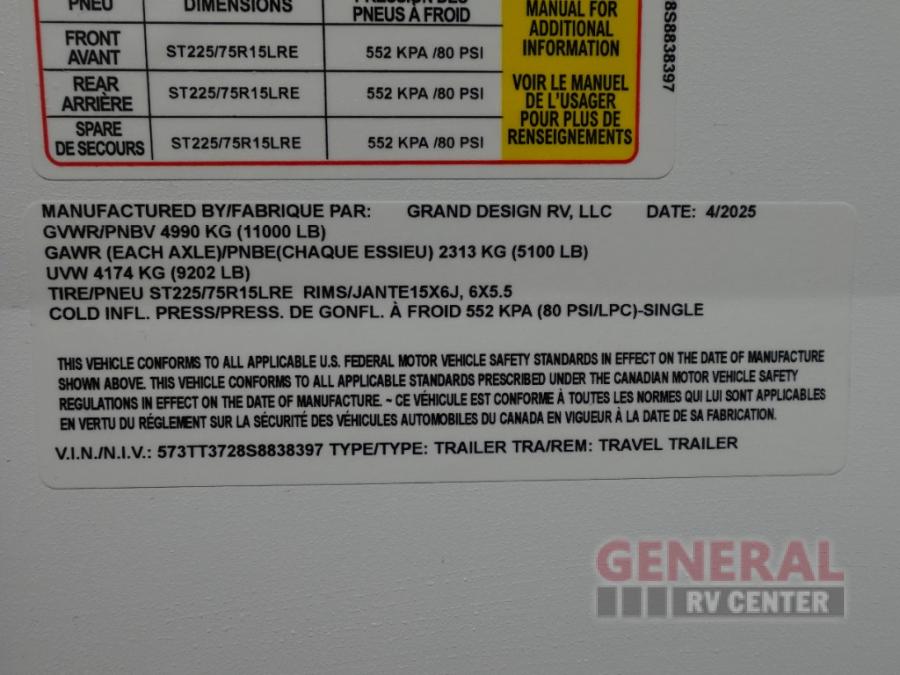 PNEU DIMENSIONS PNEUS À FROID
MANUAL FOR
ADDITIONAL
INFORMATION
FRONT
AVANT ST225/75R15LRE 552 KPA /80 PSI
REAR
ARRIÈRE ST225/75R15LRE 552 KPA /80 PSI
SPARE
DE SECOURS ST225/75R15LRE 552 KPA /80 PSI
VOIR LE MANUEL
DE L'USAGER
POUR PLUS DE
RENSEIGNEMENTS
8S8838397
MANUFACTURED BY/FABRIQUE PAR: GRAND DESIGN RV, LLC DATE: 4/2025
GVWR/PNBV 4990 KG (11000 LB)
GAWR (EACH AXLE)/PNBE(CHAQUE ESSIEU) 2313 KG (5100 LB)
UVW 4174 KG (9202 LB)
TIRE/PNEU ST225/75R15LRE RIMS/JANTE15X6J, 6X5.5
COLD INFL. PRESS/PRESS. DE GONFL. À FROID 552 KPA (80 PSI/LPC)-SINGLE
THIS VEHICLE CONFORMS TO ALL APPLICABLE U.S. FEDERAL MOTOR VEHICLE SAFETY STANDARDS IN EFFECT ON THE DATE OF MANUFACTURE
SHOWN ABOVE. THIS VEHICLE CONFORMS TO ALL APPLICABLE STANDARDS PRESCRIBED UNDER THE CANADIAN MOTOR VEHICLE SAFETY
REGULATIONS IN EFFECT ON THE DATE OF MANUFACTURE. ~ CE VÉHICULE EST CONFORME À TOUTES LES NORMES QUI LUI SONT APPLICABLES
EN VERTU DU RÉGLEMENT SUR LA SÉCURITÉ DES VÉHICULES AUTOMOBILES DU CANADA EN VIGUEUR À LA DATE DE SA FABRICATION.
V.I.N./N.I.V.: 573TT3728S8838397 TYPE/TYPE: TRAILER TRA/REM: TRAVEL TRAILER
GENERAL
RV CENTER